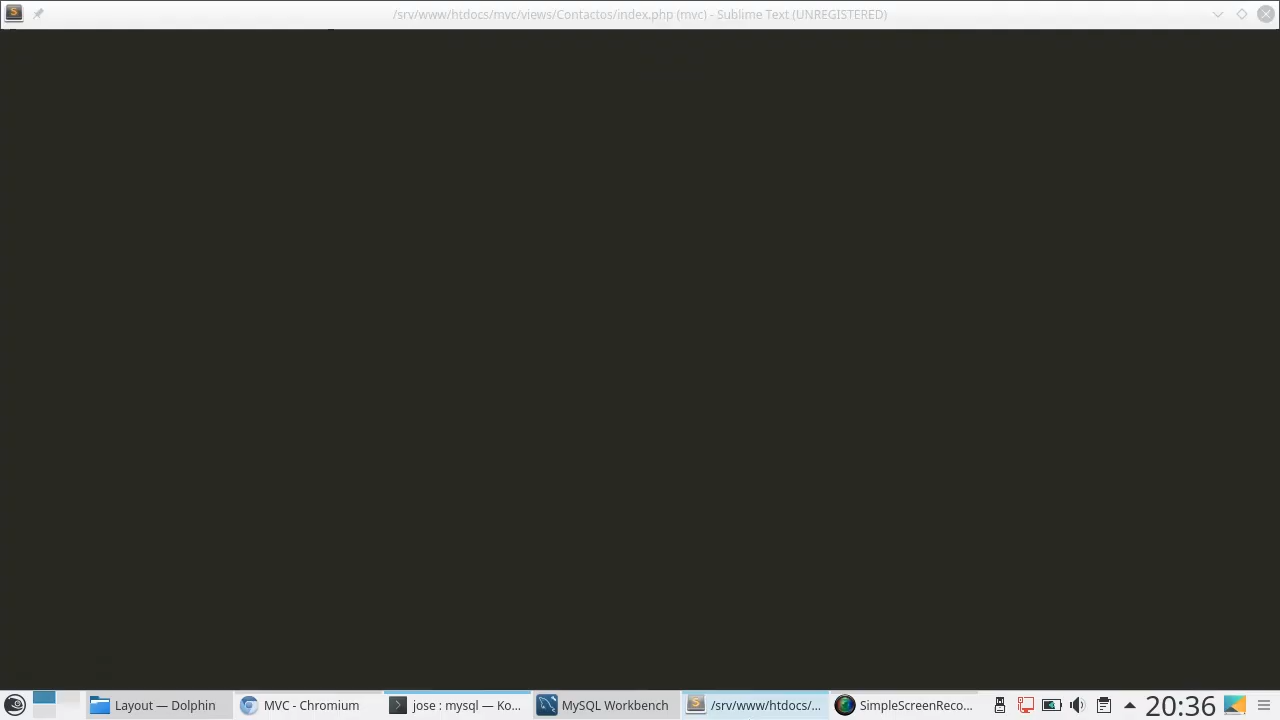 /srv/www/htdocs/mvc/views/Contactos/index.php (mvc) - Sublime Text (UNREGISTERED)
Layout — Dolphin
MVC - Chromium
jose : mysql — Ko...
MySQL Workbench
/srv/www/htdocs/...
SimpleScreenReco...
20:36